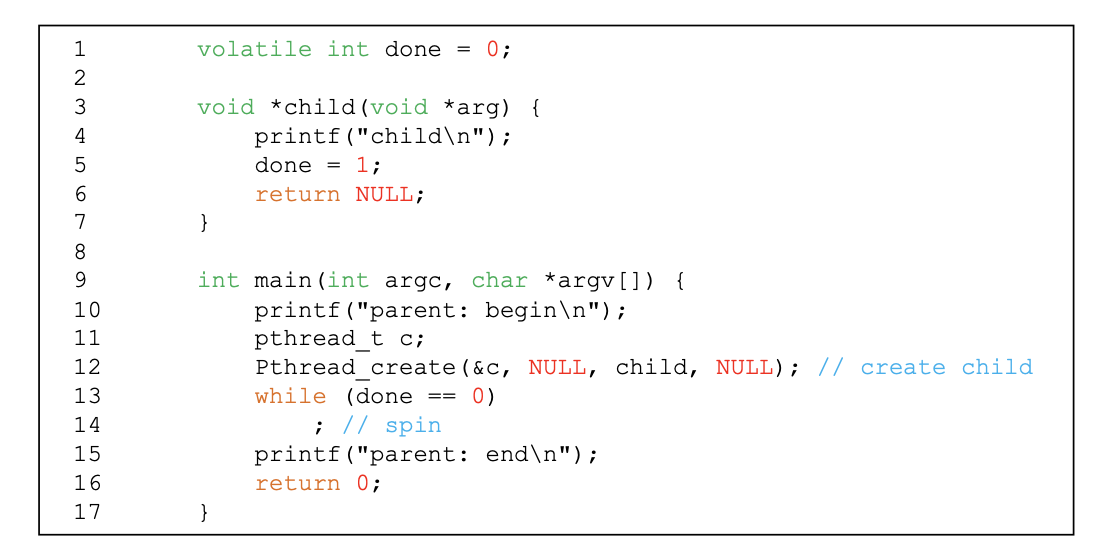 1 volatile int done = 0;
2
3 void *child(void *arg) {
4 printf("child\n");
5 done = 1;
6 return NULL;
7 }
8
9 int main(int argc, char *argv[]) {
10 printf("parent: begin\n");
11 pthread_t c;
12 Pthread_create(&c, NULL, child, NULL); // create child
13 while (done == 0)
14 ; // spin
15 printf("parent: end\n");
16 return 0;
17 }